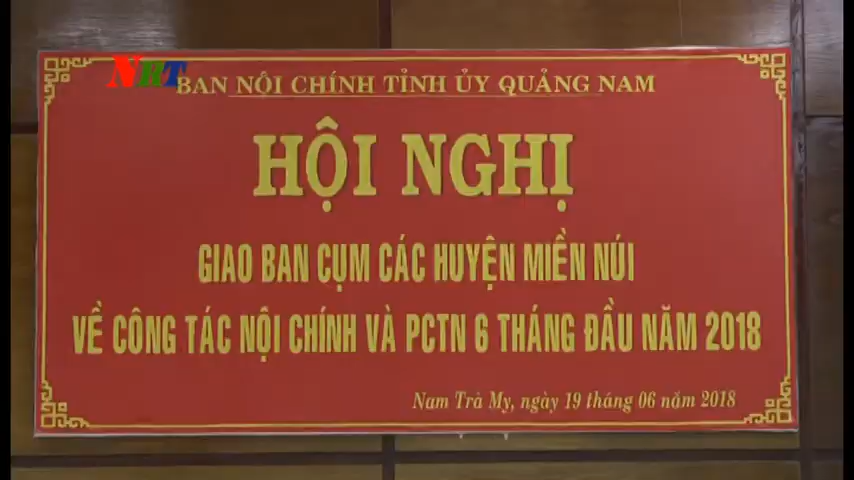 NRT
BAN NỘI CHÍNH TỈNH ỦY QUẢNG NAM
HỘI NGHỊ
GIAO BAN CỤM CÁC HUYỆN MIỀN NÚI
VỀ CÔNG TÁC NỘI CHÍNH VÀ PCTN 6 THÁNG ĐẦU NĂM 2018
Nam Trà My, ngày 19 tháng 06 năm 2018